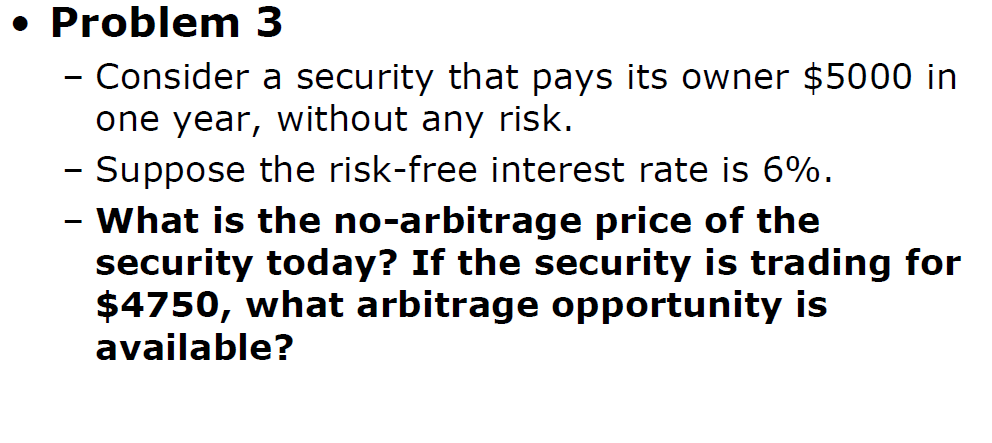 • Problem 3
– Consider a security that pays its owner $5000 in
one year, without any risk.
– Suppose the risk-free interest rate is 6%.
– What is the no-arbitrage price of the
security today? If the security is trading for
$4750, what arbitrage opportunity is
available?